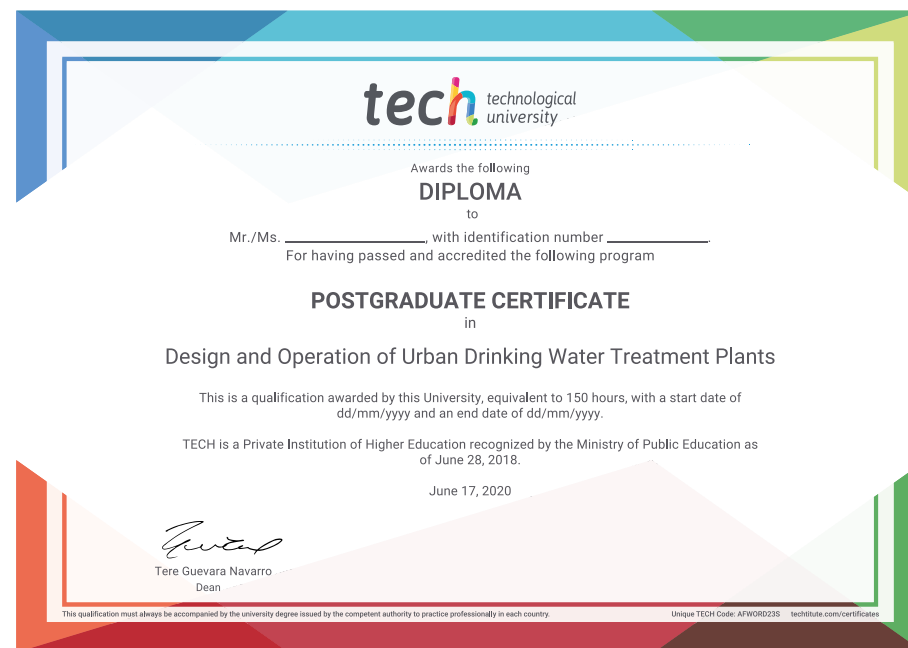 tech technological
university
Awards the following
DIPLOMA
to
Mr./Ms. ____________________, with identification number ______________.
For having passed and accredited the following program
POSTGRADUATE CERTIFICATE
in
Design and Operation of Urban Drinking Water Treatment Plants
This is a qualification awarded by this University, equivalent to 150 hours, with a start date of
dd/mm/yyyy and an end date of dd/mm/yyyy.
TECH is a Private Institution of Higher Education recognized by the Ministry of Public Education as
of June 28, 2018.
June 17, 2020
Tere Guevara Navarro
Dean
This qualification must always be accompanied by the university degree issued by the competent authority to practice professionally in each country.
Unique TECH Code: AFWORD23S techtitute.com/certificates